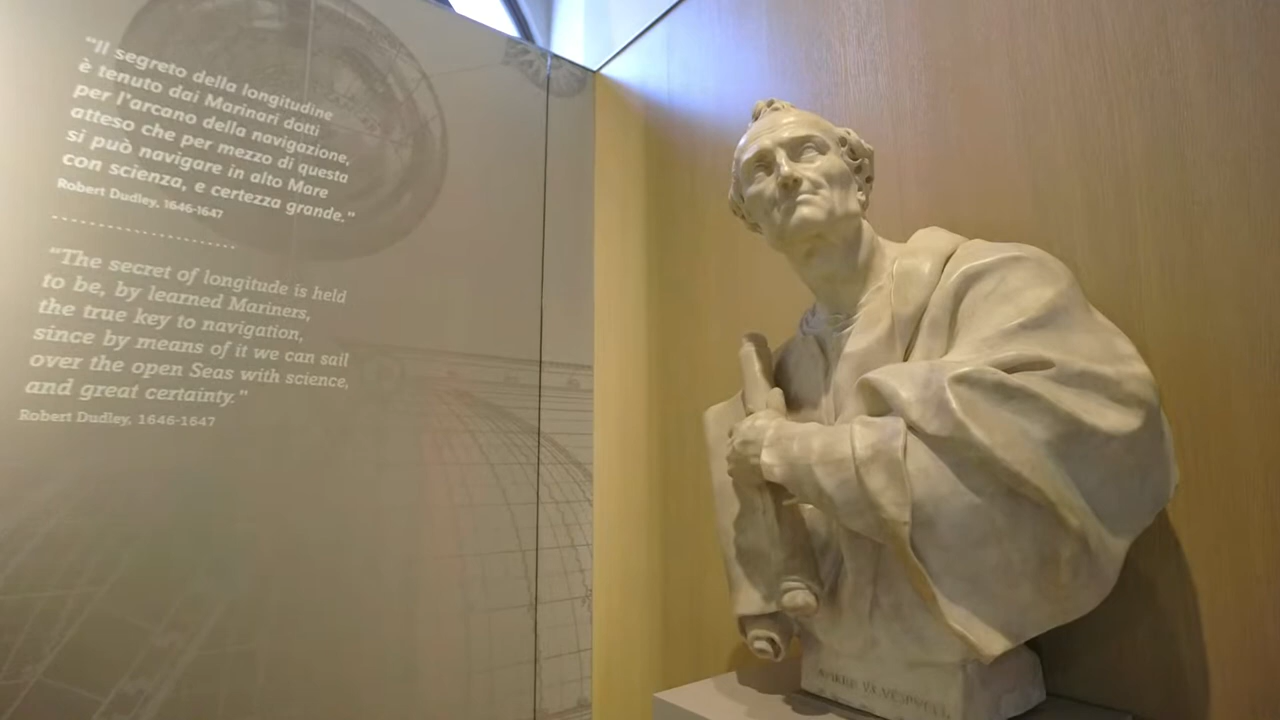 “Il segreto della longitudine
è tenuto dai Marinari dotti
per l'arcano della navigazione,
atteso che per mezzo di questa
si può navigare in alto Mare
con scienza, e certezza grande.”
Robert Dudley, 1646-1647
“The secret of longitude is held
to be, by learned Mariners,
the true key to navigation,
since by means of it we can sail
over the open Seas with science,
and great certainty.”
Robert Dudley, 1646-1647